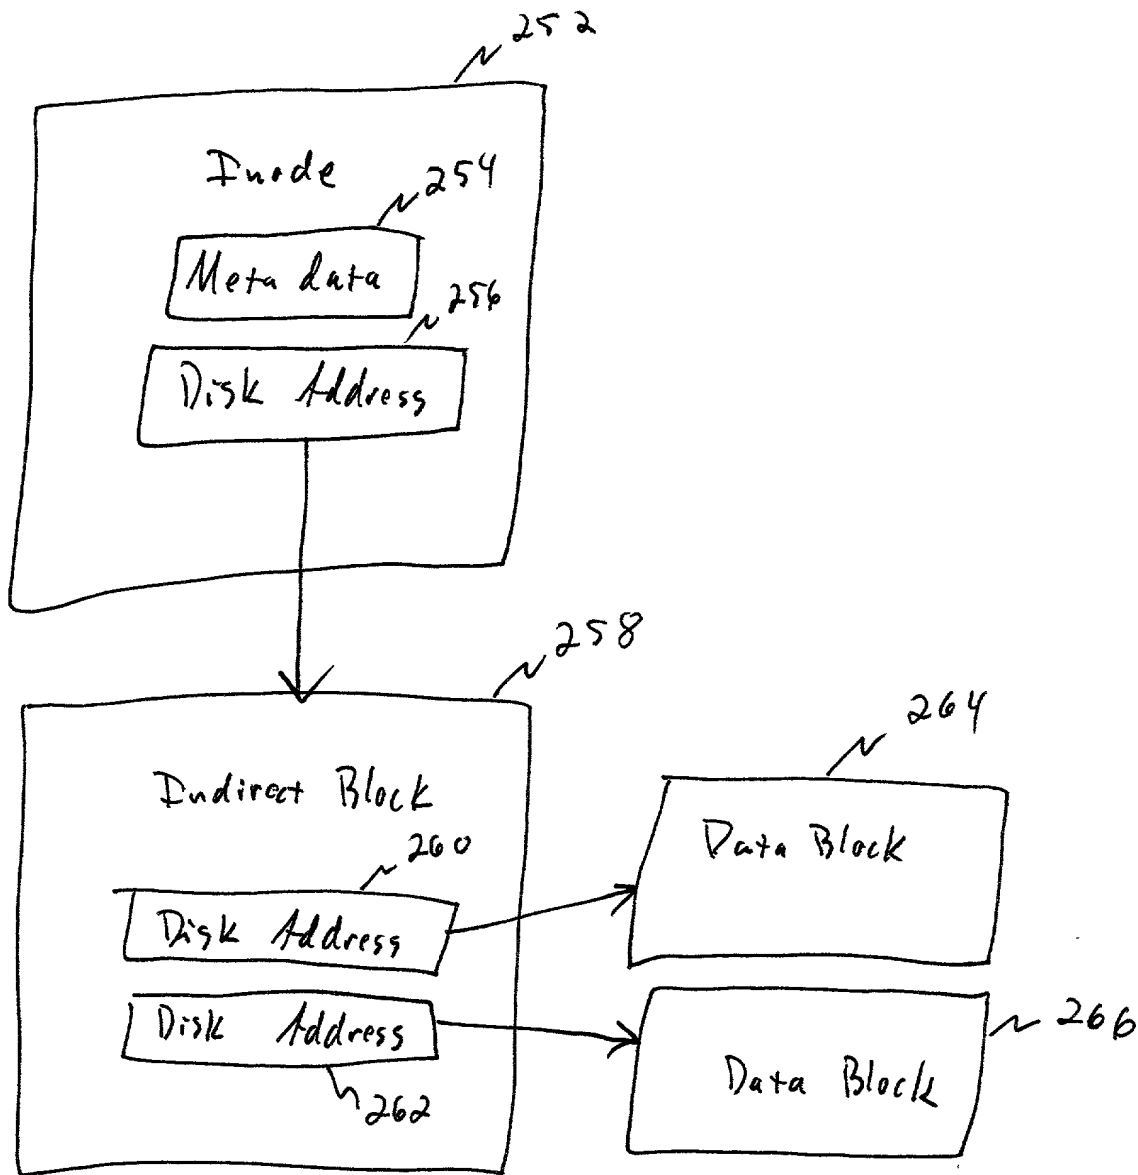 252
Inode
254
Meta data
256
Disk Address
258
264
Indirect Block
Data Block
260
Disk Address
Disk Address
266
262
Data Block